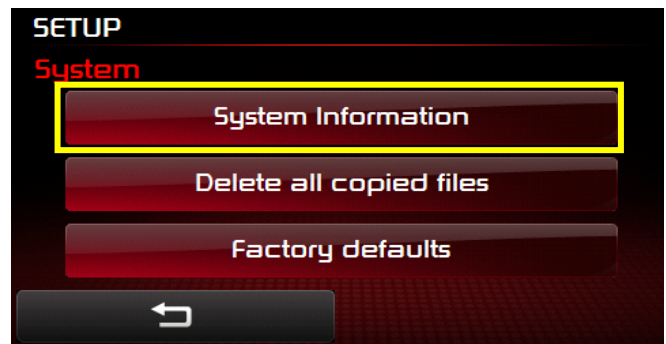 SETUP
System
System Information
Delete all copied files
Factory defaults